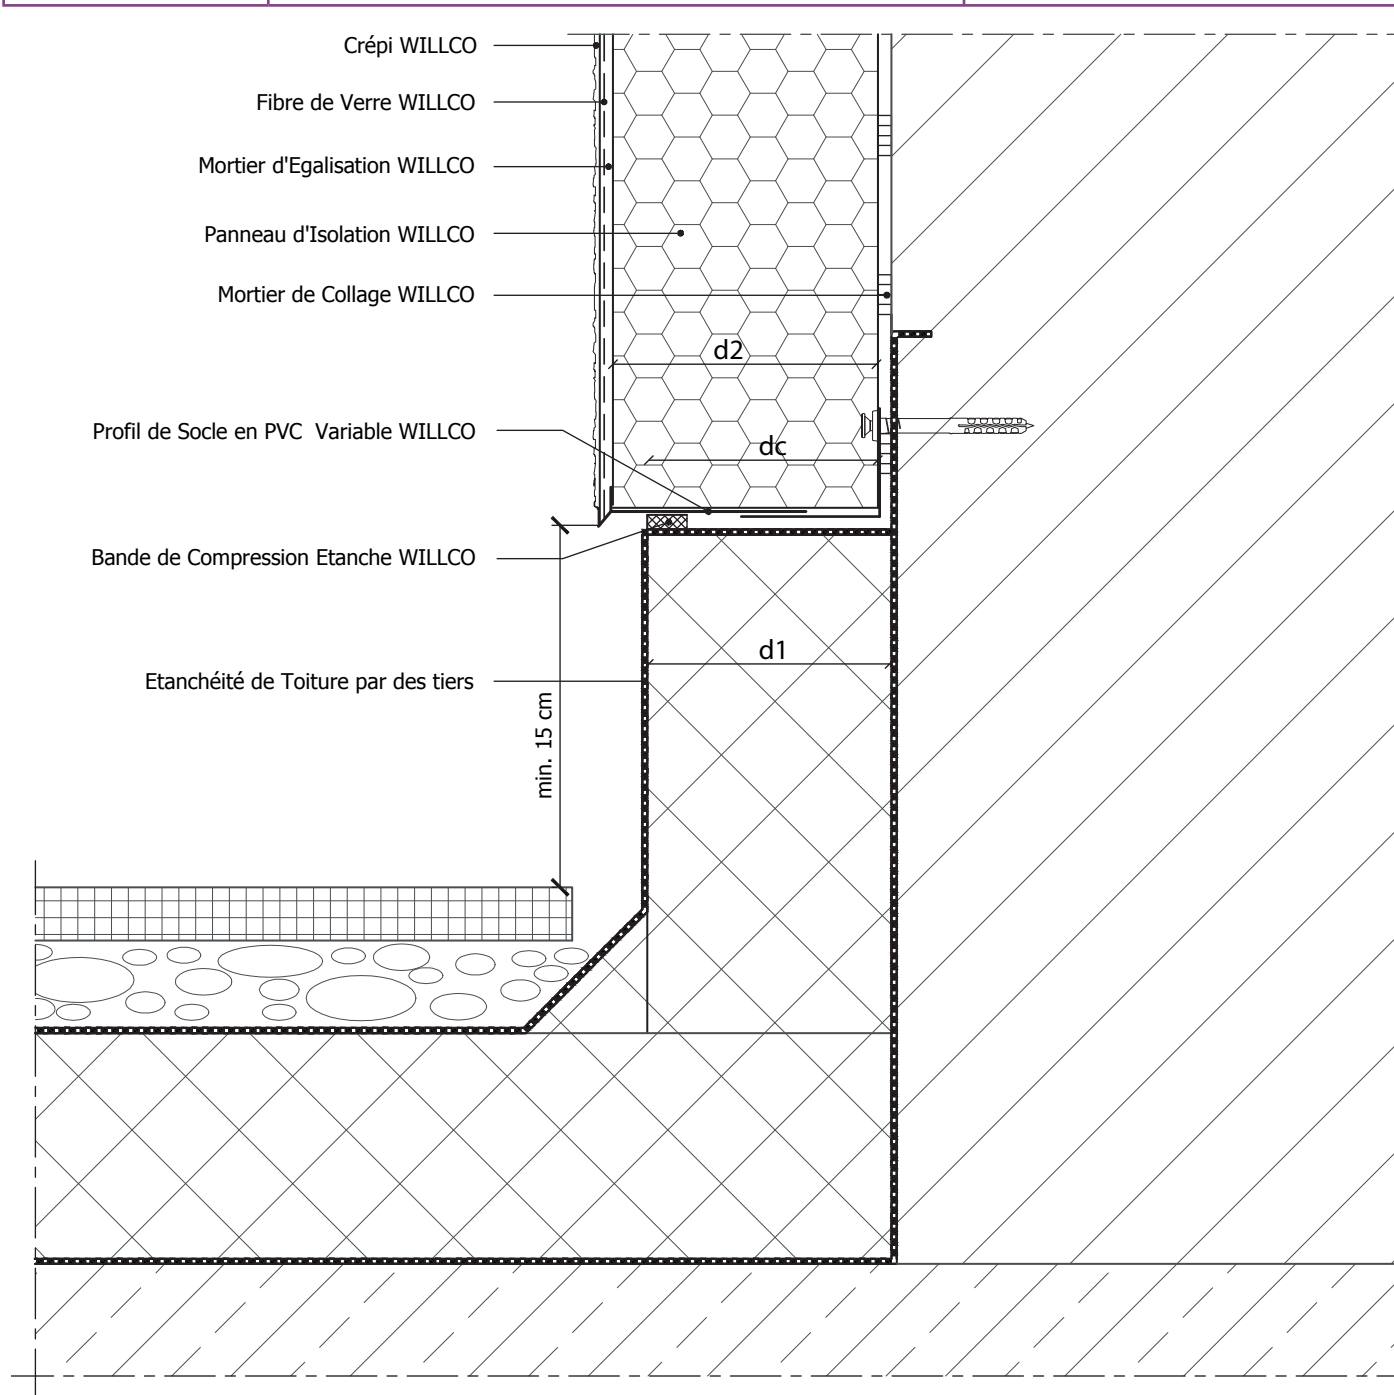 Crépi WILLCO
Fibre de Verre WILLCO
Mortier d'Egalisation WILLCO
Panneau d'Isolation WILLCO
Mortier de Collage WILLCO
d2
Profil de Socle en PVC  Variable WILLCO
dc
Bande de Compression Etanche WILLCO
d1
Etanchéité de Toiture par des tiers
min. 15 cm